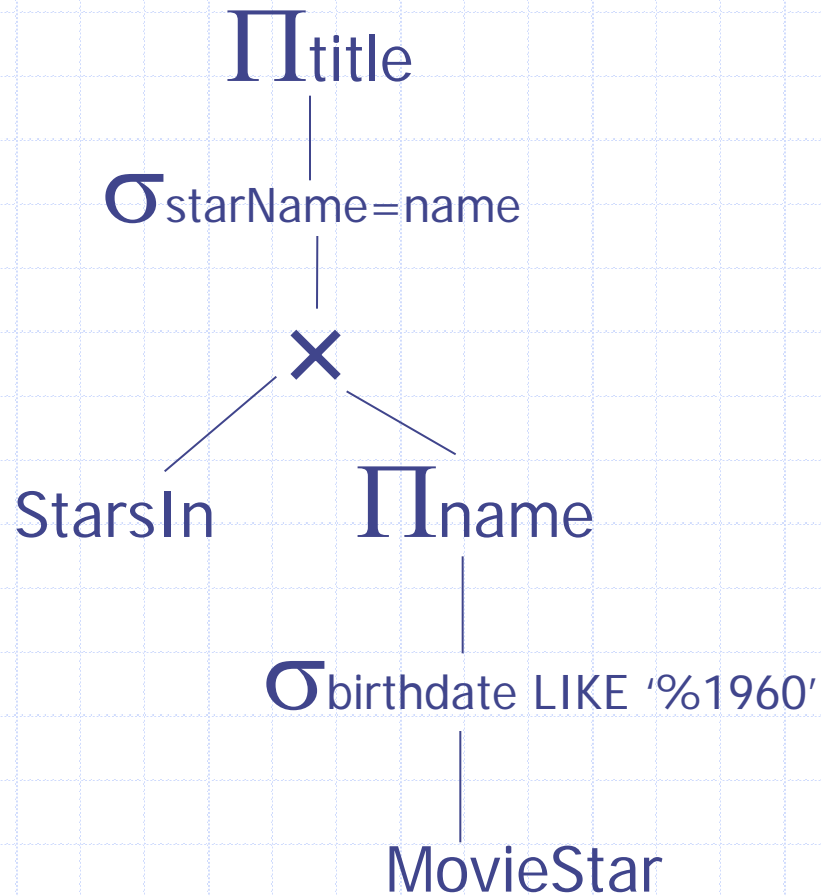 Πtitle
σstarName=name
×
StarsIn Πname
σbirthdate LIKE ‘%1960’
MovieStar